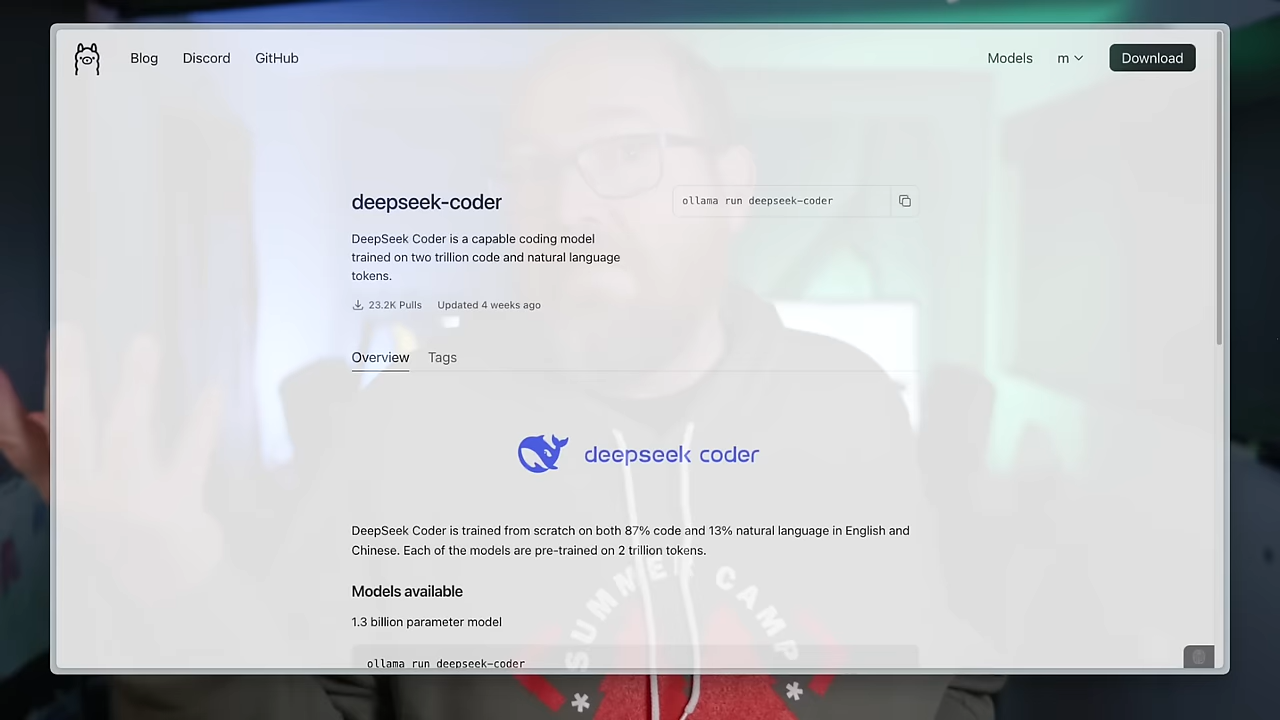 Blog Discord GitHub Models m Download
deepseek-coder
ollama run deepseek-coder
DeepSeek Coder is a capable coding model
trained on two trillion code and natural language
tokens.
23.2K Pulls Updated 4 weeks ago
Overview Tags
deepseek coder
DeepSeek Coder is trained from scratch on both 87% code and 13% natural language in English and
Chinese. Each of the models are pre-trained on 2 trillion tokens.
Models available
1.3 billion parameter model
ollama run deepseek-coder
SUMNER CAMP